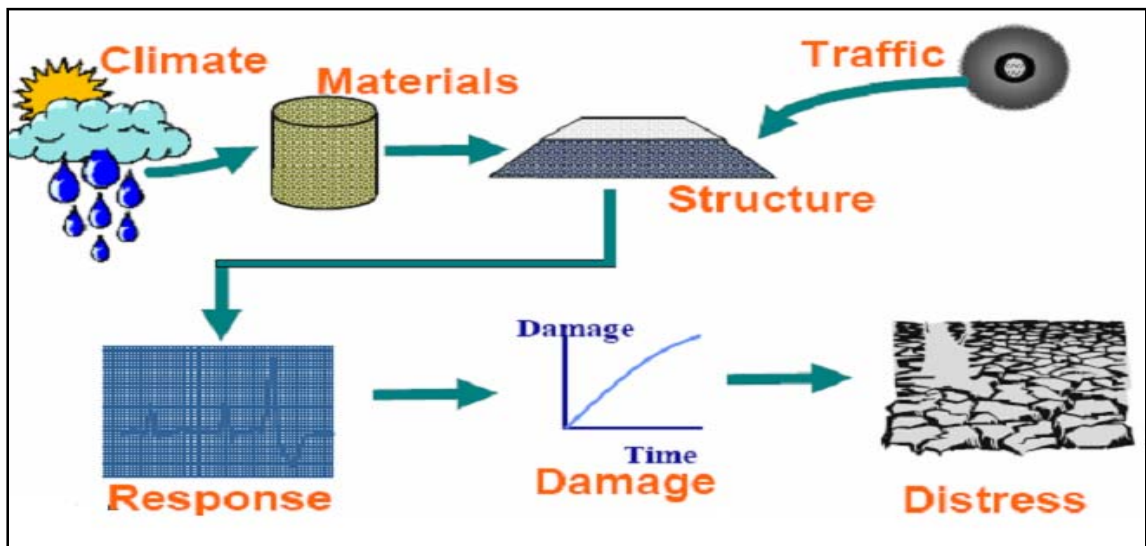 Climate
Materials
Traffic
Structure
Response
Damage
Time
Damage
Distress